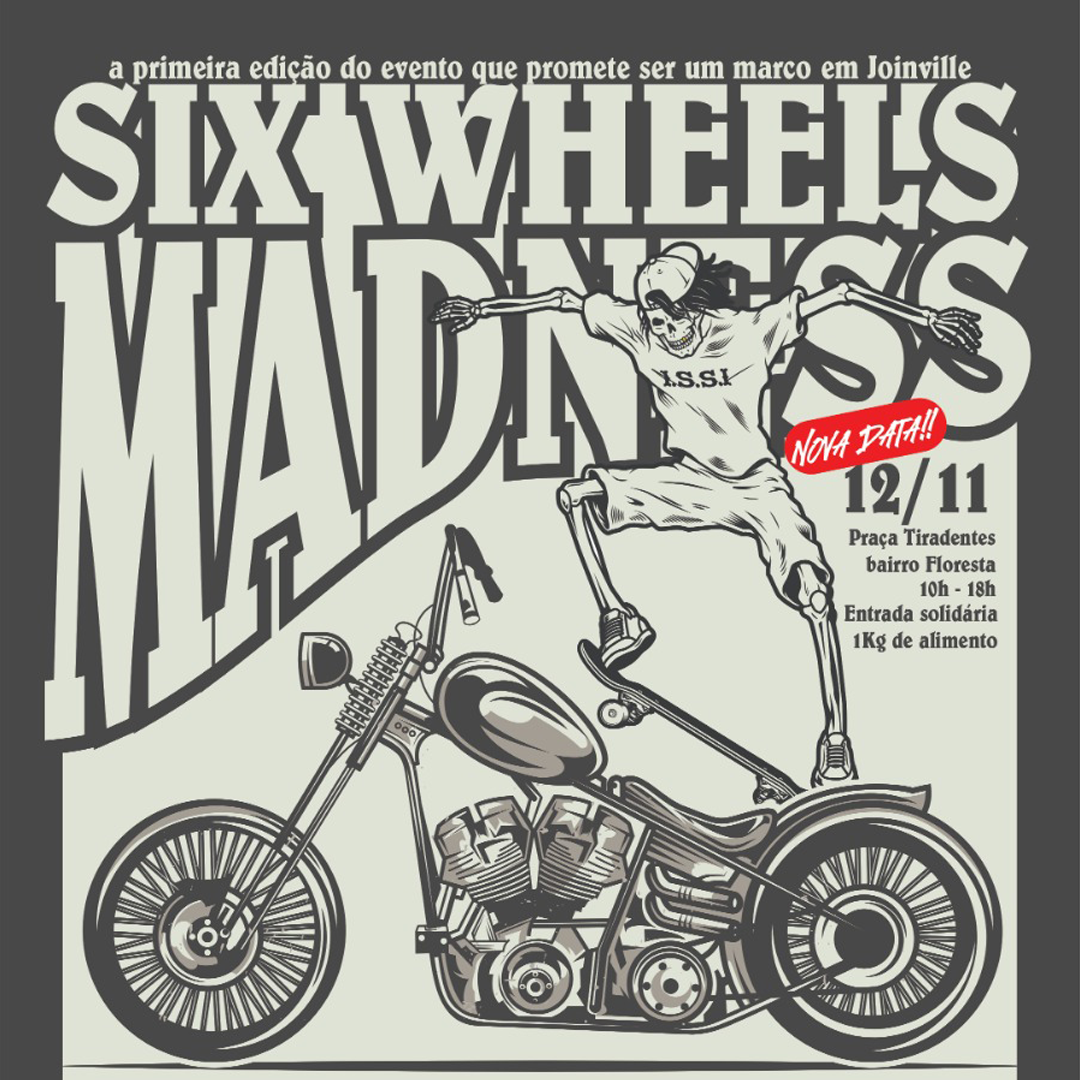 a primeira edição do evento que promete ser um marco em Joinville
SIX WHEELS
MADNESS
I.S.S.I
NOVA DATA!!
12/11
Praça Tiradentes
bairro Floresta
10h - 18h
Entrada solidária
1Kg de alimento